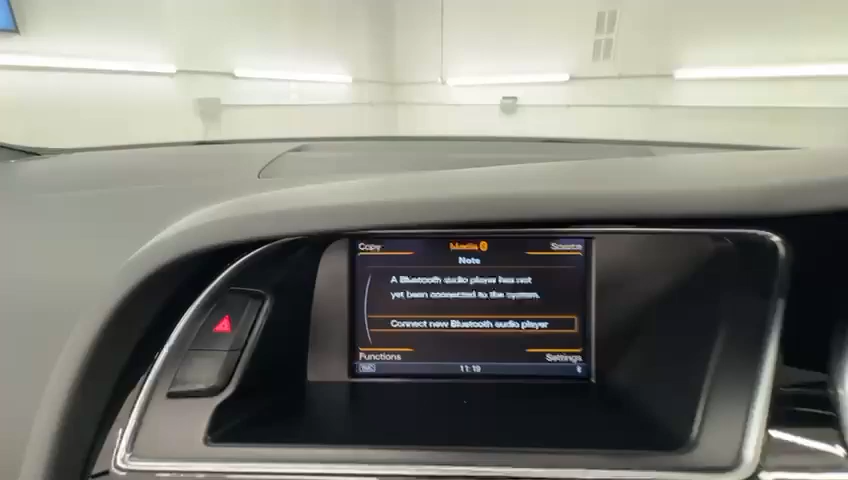 Copy Media Source
Note
A Bluetooth audio player has not
yet been connected to the system.
Connect new Bluetooth audio player
Functions Settings
TMC 11:19